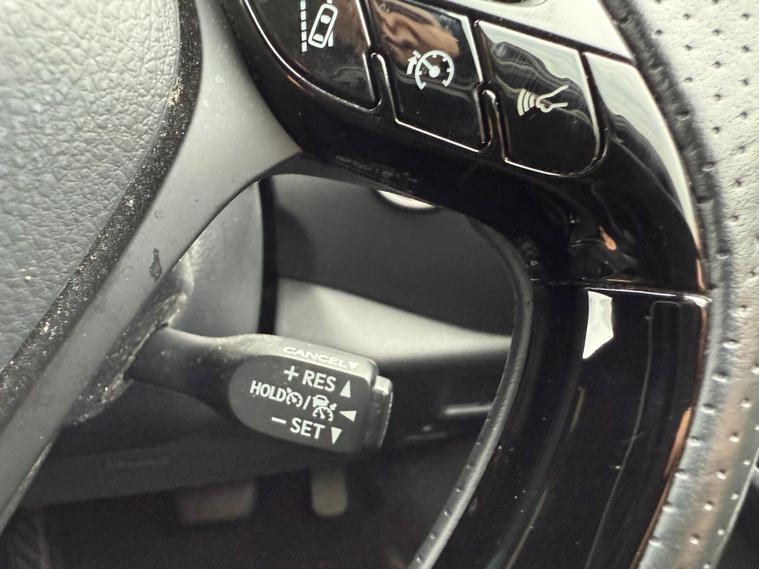 CANCEL
+ RES
HOLD /
− SET